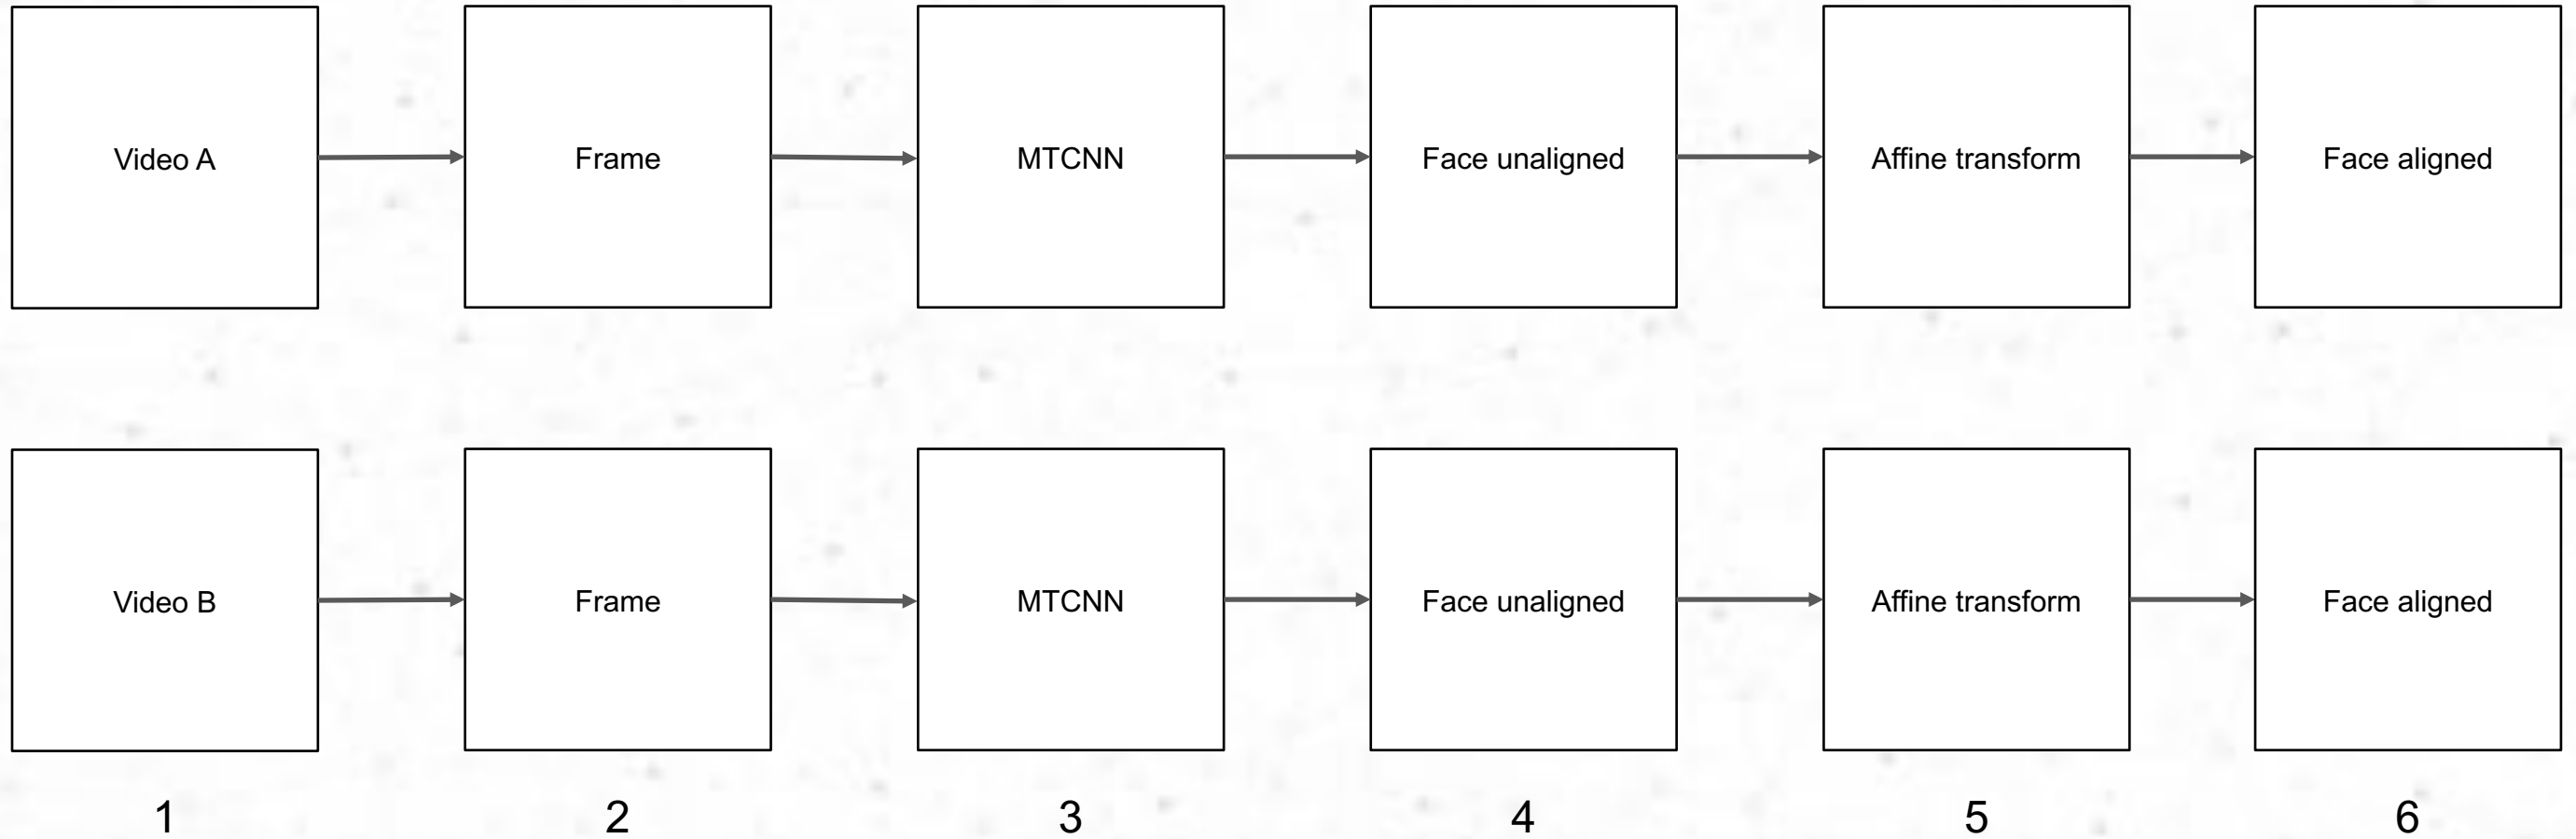 Video A
Frame
MTCNN
Face unaligned
Affine transform
Face aligned
Video B
Frame
MTCNN
Face unaligned
Affine transform
Face aligned
1
2
3
4
5
6